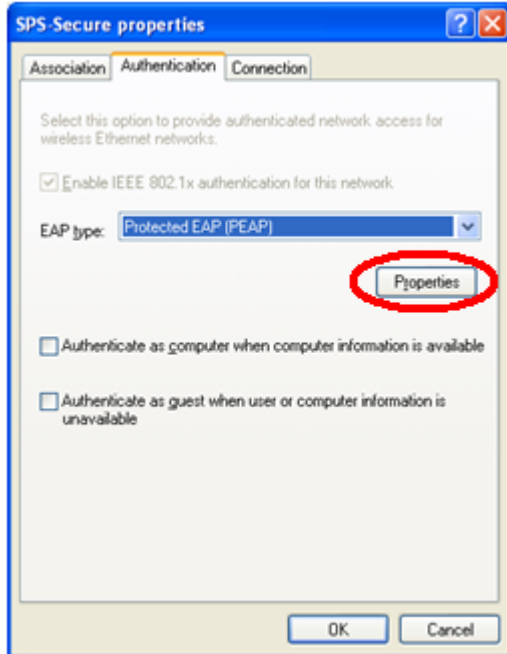 SPS-Secure properties
Association Authentication Connection
Select this option to provide authenticated network access for
wireless Ethernet networks.
Enable IEEE 802.1x authentication for this network
EAP type: Protected EAP (PEAP)
Properties
Authenticate as computer when computer information is available
Authenticate as guest when user or computer information is
unavailable
OK Cancel